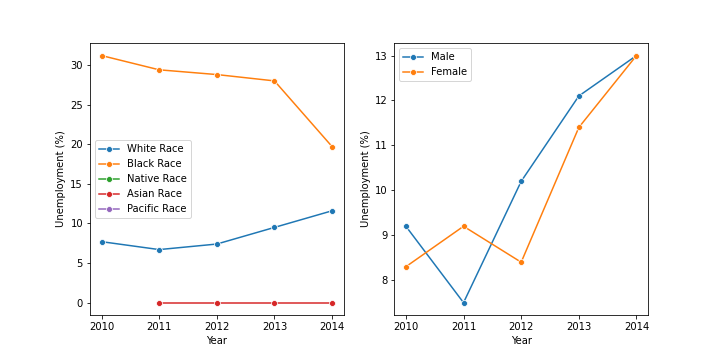 Unemployment (%)
30
25
20
15
10
5
0
White Race
Black Race
Native Race
Asian Race
Pacific Race
2010 2011 2012 2013 2014
Year
Unemployment (%)
13
12
11
10
9
8
Male
Female
2010 2011 2012 2013 2014
Year